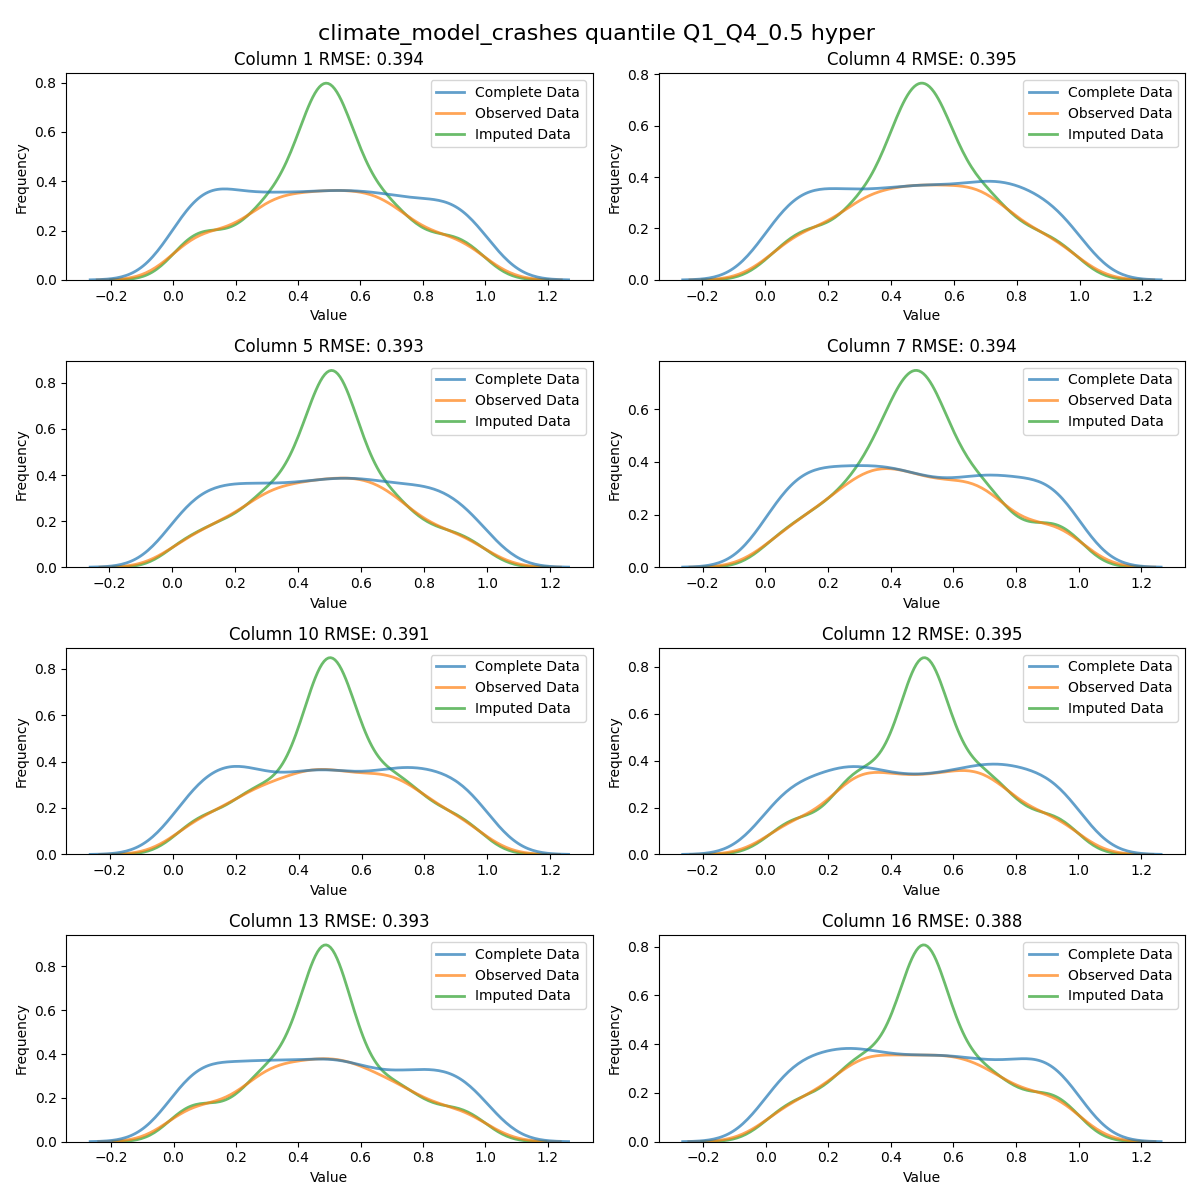 climate_model_crashes quantile Q1_Q4_0.5 hyper
Column 1 RMSE: 0.394
Frequency
0.8
0.6
0.4
0.2
0.0
Complete Data
Observed Data
Imputed Data
−0.2 0.0 0.2 0.4 0.6 0.8 1.0 1.2
Value
Column 4 RMSE: 0.395
Frequency
0.8
0.6
0.4
0.2
0.0
Complete Data
Observed Data
Imputed Data
−0.2 0.0 0.2 0.4 0.6 0.8 1.0 1.2
Value
Column 5 RMSE: 0.393
Frequency
0.8
0.6
0.4
0.2
0.0
Complete Data
Observed Data
Imputed Data
−0.2 0.0 0.2 0.4 0.6 0.8 1.0 1.2
Value
Column 7 RMSE: 0.394
Frequency
0.6
0.4
0.2
0.0
Complete Data
Observed Data
Imputed Data
−0.2 0.0 0.2 0.4 0.6 0.8 1.0 1.2
Value
Column 10 RMSE: 0.391
Frequency
0.8
0.6
0.4
0.2
0.0
Complete Data
Observed Data
Imputed Data
−0.2 0.0 0.2 0.4 0.6 0.8 1.0 1.2
Value
Column 12 RMSE: 0.395
Frequency
0.8
0.6
0.4
0.2
0.0
Complete Data
Observed Data
Imputed Data
−0.2 0.0 0.2 0.4 0.6 0.8 1.0 1.2
Value
Column 13 RMSE: 0.393
Frequency
0.8
0.6
0.4
0.2
0.0
Complete Data
Observed Data
Imputed Data
−0.2 0.0 0.2 0.4 0.6 0.8 1.0 1.2
Value
Column 16 RMSE: 0.388
Frequency
0.8
0.6
0.4
0.2
0.0
Complete Data
Observed Data
Imputed Data
−0.2 0.0 0.2 0.4 0.6 0.8 1.0 1.2
Value